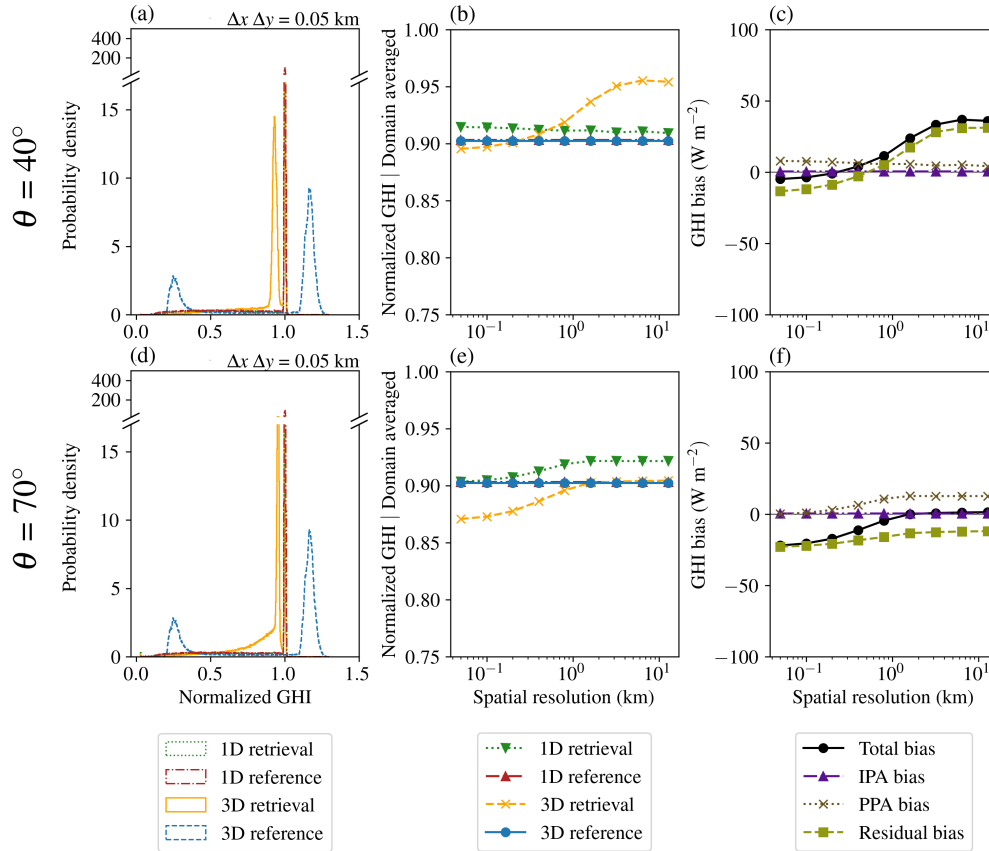 (a)
Δx Δy = 0.05 km
(b)
(c)
θ = 40°
Probability density
400
200
15
10
5
0
0.0
0.5
1.0
1.5
Normalized GHI | Domain averaged
1.00
0.95
0.90
0.85
0.80
0.75
10⁻¹
10⁰
10¹
GHI bias (W m⁻²)
100
50
0
−50
−100
10⁻¹
10⁰
10¹
(d)
Δx Δy = 0.05 km
(e)
(f)
θ = 70°
Probability density
400
200
15
10
5
0
0.0
0.5
1.0
1.5
Normalized GHI
Normalized GHI | Domain averaged
1.00
0.95
0.90
0.85
0.80
0.75
10⁻¹
10⁰
10¹
Spatial resolution (km)
GHI bias (W m⁻²)
100
50
0
−50
−100
10⁻¹
10⁰
10¹
Spatial resolution (km)
1D retrieval
1D reference
3D retrieval
3D reference
1D retrieval
1D reference
3D retrieval
3D reference
Total bias
IPA bias
PPA bias
Residual bias